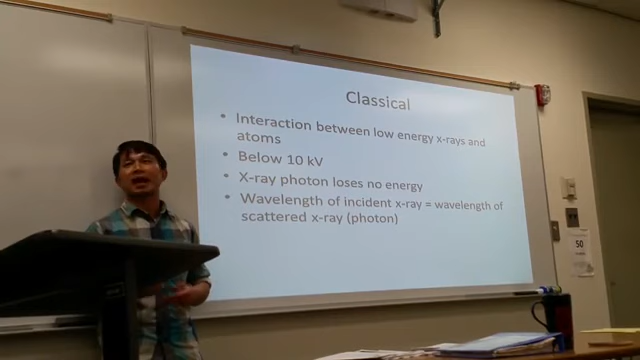 Classical
• Interaction between low energy x-rays and
atoms
• Below 10 kV
• X-ray photon loses no energy
• Wavelength of incident x-ray = wavelength of
scattered x-ray (photon)
50